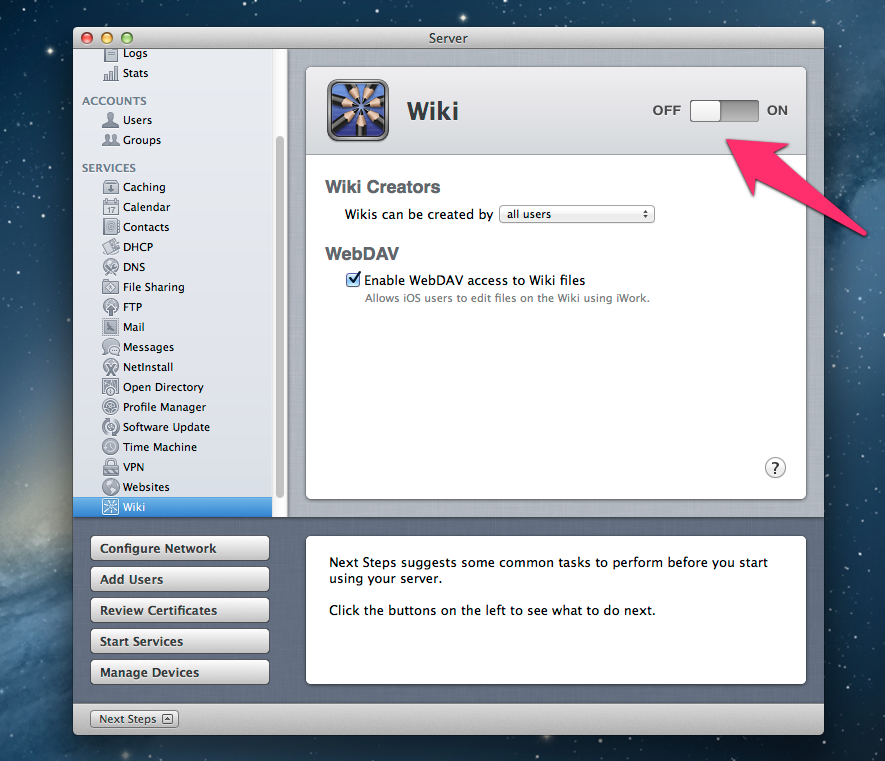 Server
Logs
Stats
ACCOUNTS
Users
Groups
SERVICES
Caching
Calendar
17
Contacts
DHCP
DNS
File Sharing
FTP
Mail
Messages
NetInstall
Open Directory
Profile Manager
Software Update
Time Machine
VPN
Websites
Wiki
Wiki
OFF ON
Wiki Creators
Wikis can be created by all users
WebDAV
Enable WebDAV access to Wiki files
Allows iOS users to edit files on the Wiki using iWork.
?
Configure Network
Add Users
Review Certificates
Start Services
Manage Devices
Next Steps suggests some common tasks to perform before you start
using your server.
Click the buttons on the left to see what to do next.
Next Steps